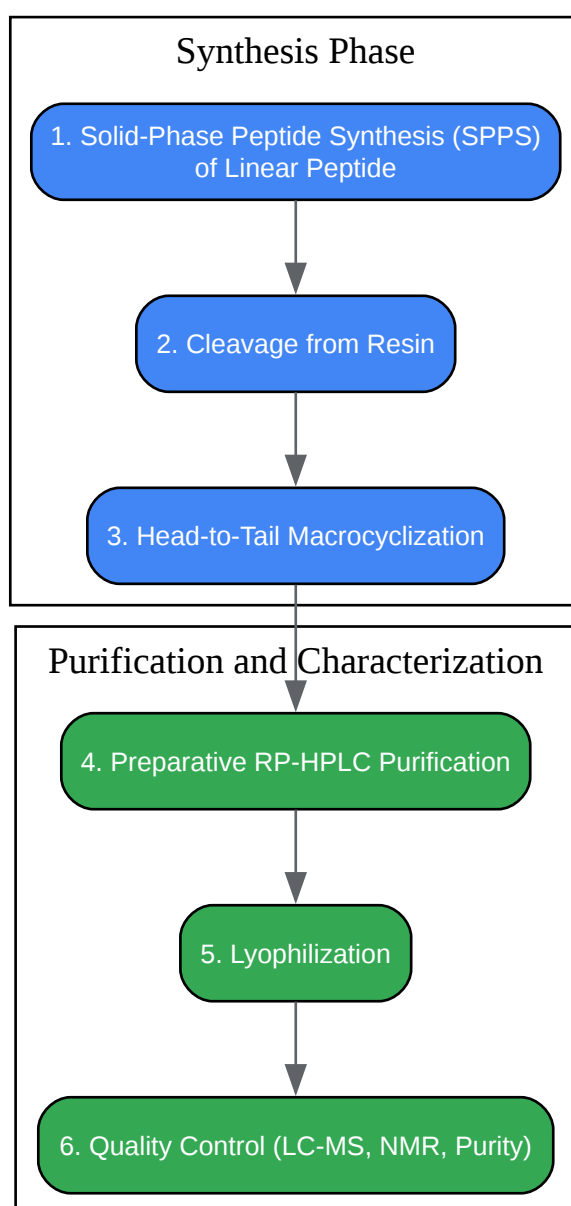 Synthesis Phase
1. Solid-Phase Peptide Synthesis (SPPS)
of Linear Peptide
2. Cleavage from Resin
3. Head-to-Tail Macrocyclization
Purification and Characterization
4. Preparative RP-HPLC Purification
5. Lyophilization
6. Quality Control (LC-MS, NMR, Purity)